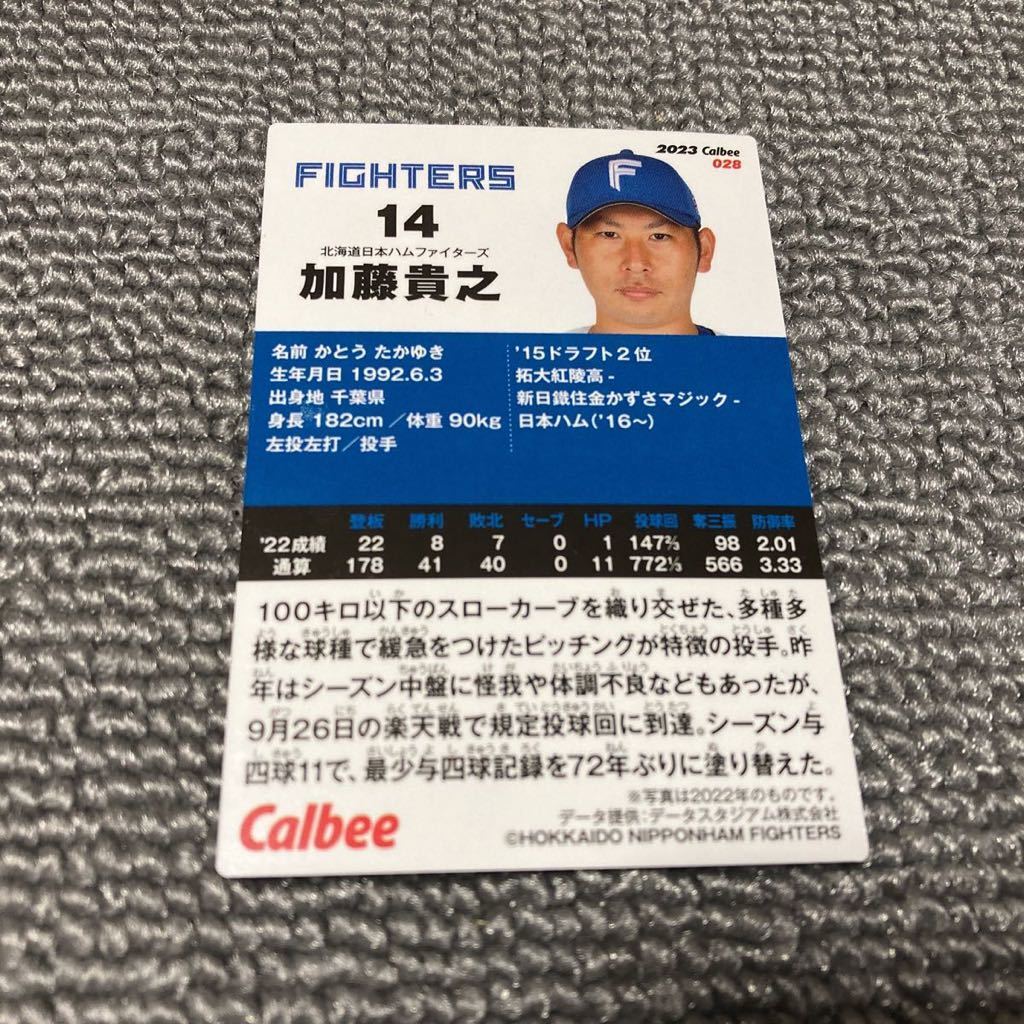 2023 Calbee
028
FIGHTERS
14
北海道日本ハムファイターズ
加藤貴之
名前 かとう たかゆき
生年月日 1992.6.3
出身地 千葉県
身長 182cm ／体重 90kg
左投左打／投手
'15ドラフト2位
拓大紅陵高 -
新日鐵住金かずさマジック -
日本ハム('16〜)
登板 勝利 敗北 セーブ HP 投球回 奪三振 防御率
'22成績 22 8 7 0 1 147⅔ 98 2.01
通算 178 41 40 0 11 772⅓ 566 3.33
100キロ以下のスローカーブを織り交ぜた、多種多
様な球種で緩急をつけたピッチングが特徴の投手。昨
年はシーズン中盤に怪我や体調不良などもあったが、
9月26日の楽天戦で規定投球回に到達。シーズン与
四球11で、最少与四球記録を72年ぶりに塗り替えた。
※写真は2022年のものです。
データ提供：データスタジアム株式会社
©HOKKAIDO NIPPONHAM FIGHTERS
Calbee